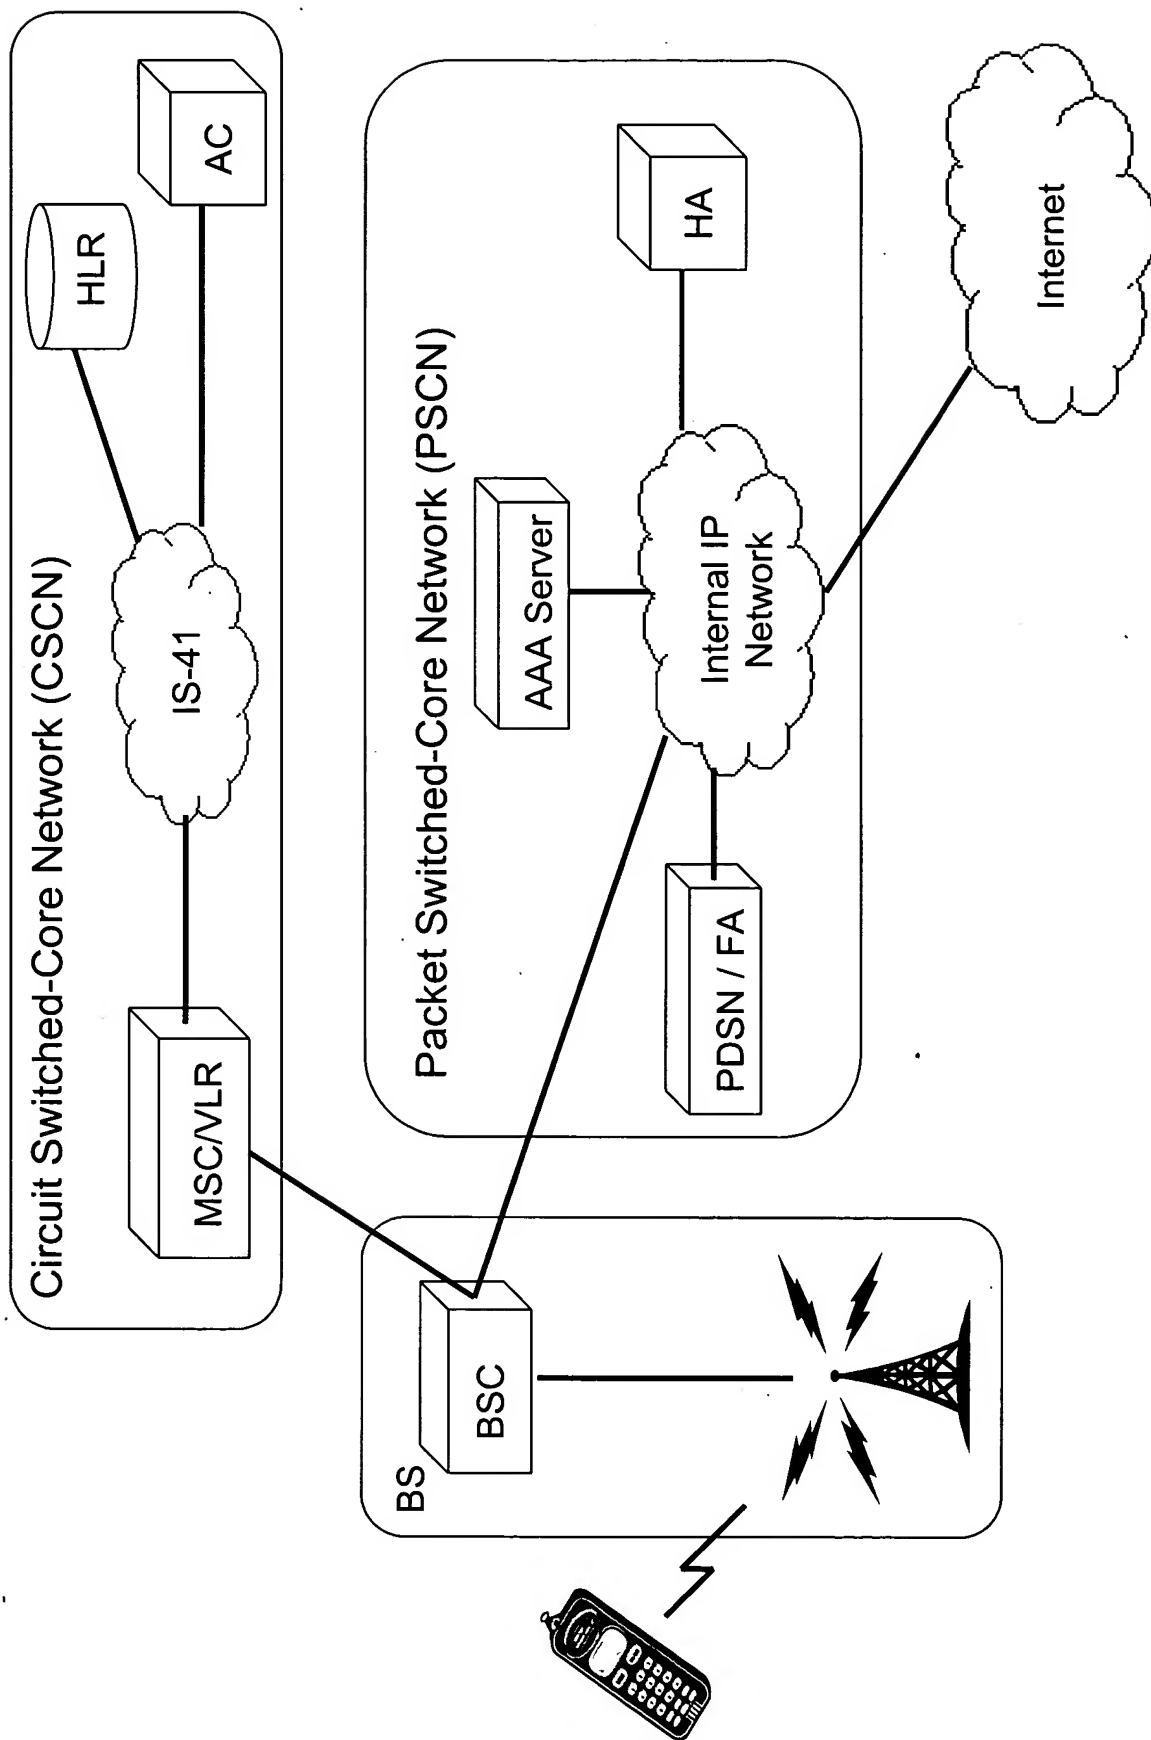 Circuit Switched-Core Network (CSCN)
MSC/VLR
IS-41
HLR
AC
BS
BSC
Packet Switched-Core Network (PSCN)
AAA Server
PDSN / FA
Internal IP
Network
HA
Internet